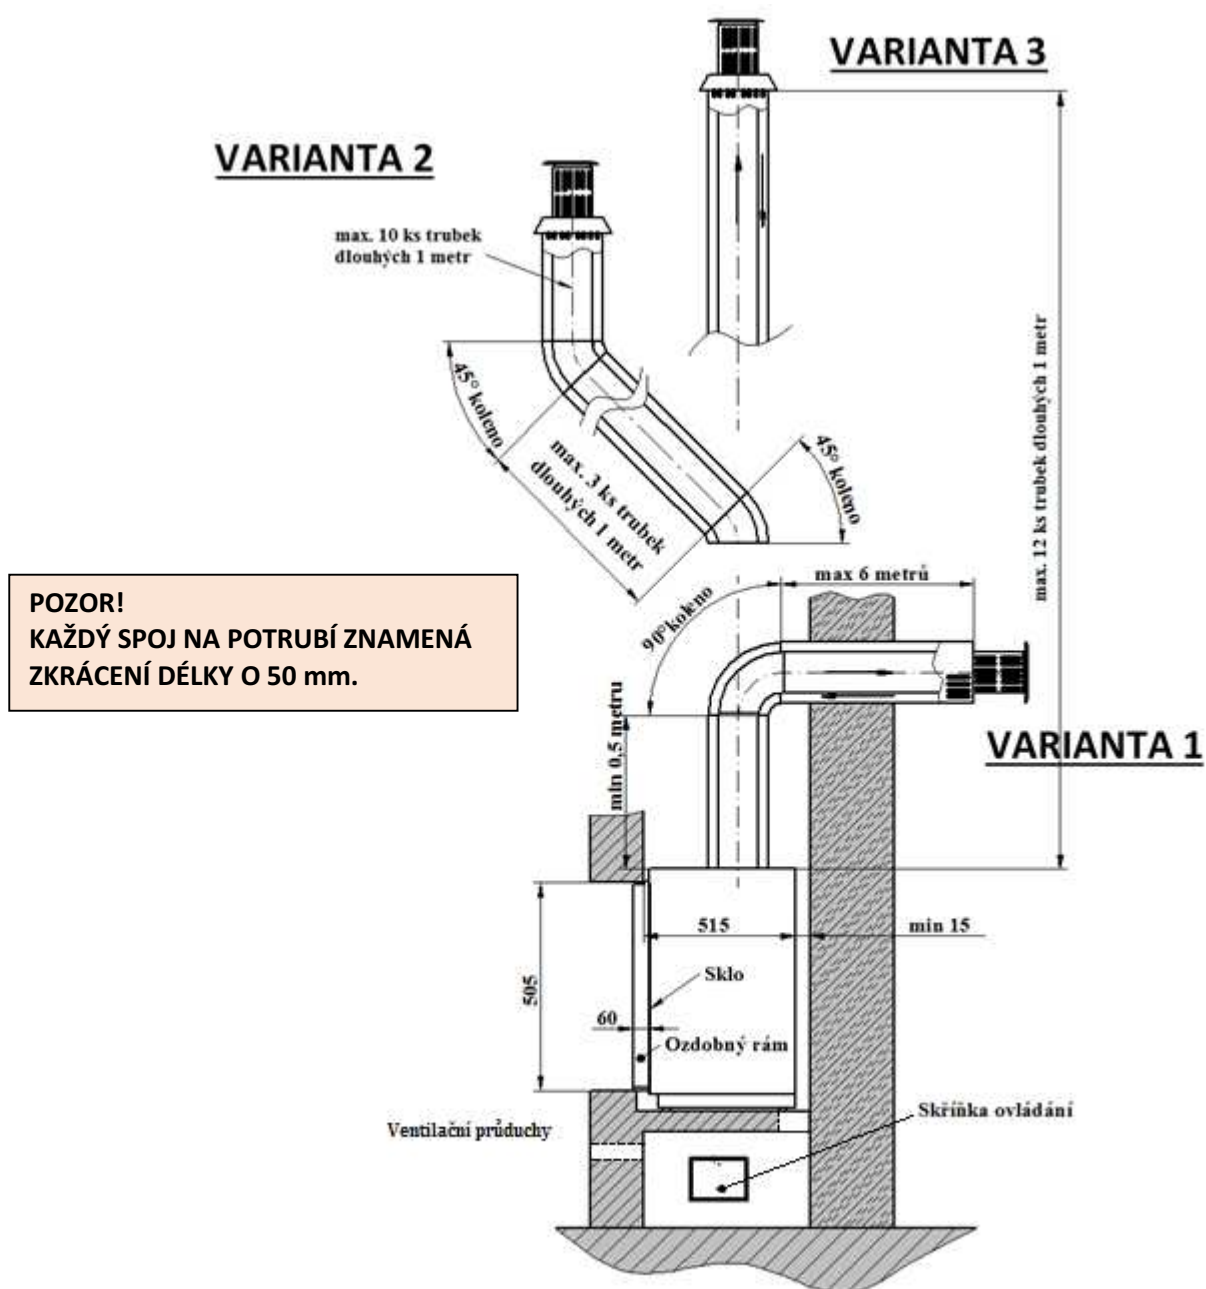 VARIANTA 3
VARIANTA 2
max. 10 ks trubek
dlouhých 1 metr
45° koleno
max. 3 ks trubek
dlouhých 1 metr
45° koleno
max. 12 ks trubek dlouhých 1 metr
POZOR!
KAŽDÝ SPOJ NA POTRUBÍ ZNAMENÁ
ZKRÁCENÍ DÉLKY O 50 mm.
90°koleno
max 6 metrů
min 0,5 metru
VARIANTA 1
515
min 15
505
Sklo
60
Ozdobný rám
Ventilační průduchy
Skříňka ovládání